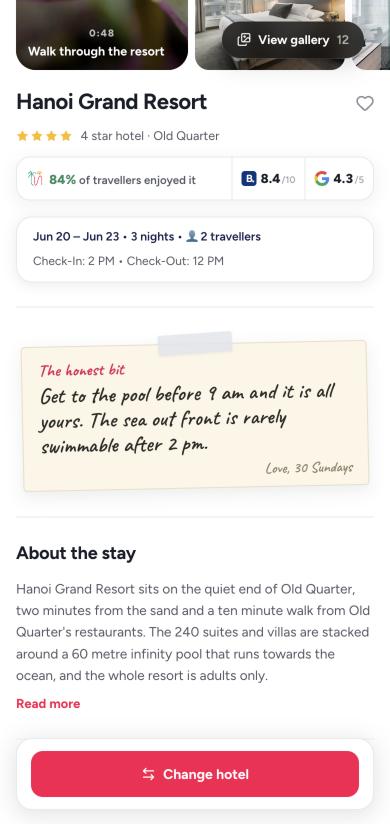 0:48
Walk through the resort
View gallery 12
Hanoi Grand Resort
4 star hotel · Old Quarter
84% of travellers enjoyed it
B. 8.4/10
G 4.3/5
Jun 20 – Jun 23 • 3 nights • 2 travellers
Check-In: 2 PM • Check-Out: 12 PM
The honest bit
Get to the pool before 9 am and it is all
yours. The sea out front is rarely
swimmable after 2 pm.
Love, 30 Sundays
About the stay
Hanoi Grand Resort sits on the quiet end of Old Quarter,
two minutes from the sand and a ten minute walk from Old
Quarter's restaurants. The 240 suites and villas are stacked
around a 60 metre infinity pool that runs towards the
ocean, and the whole resort is adults only.
Read more
Change hotel